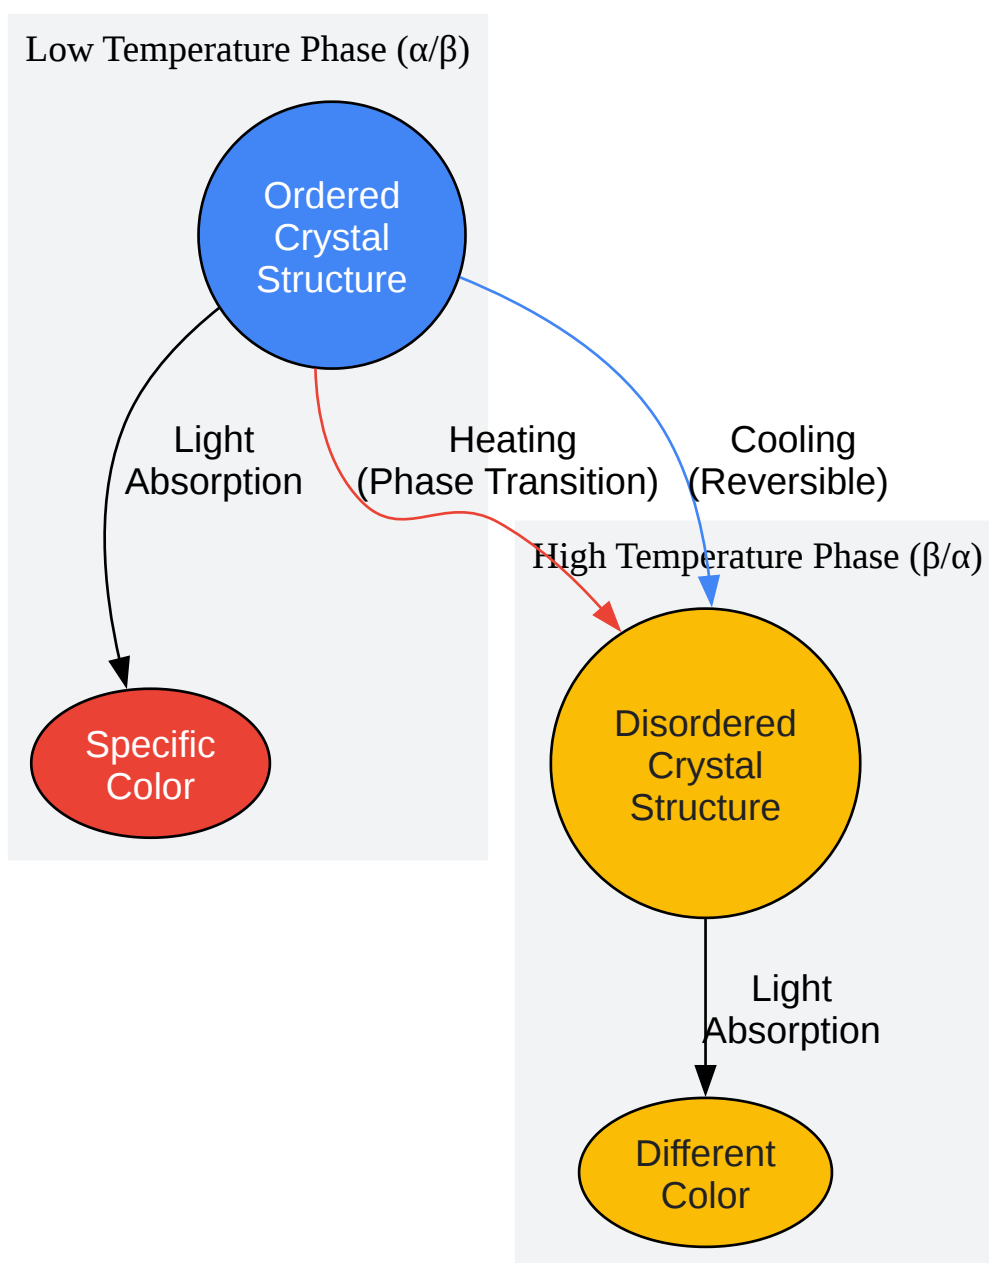 Low Temperature Phase (α/β)
Ordered
Crystal
Structure
Light
Absorption
Heating
(Phase Transition)
Cooling
(Reversible)
High Temperature Phase (β/α)
Specific
Color
Disordered
Crystal
Structure
Light
Absorption
Different
Color